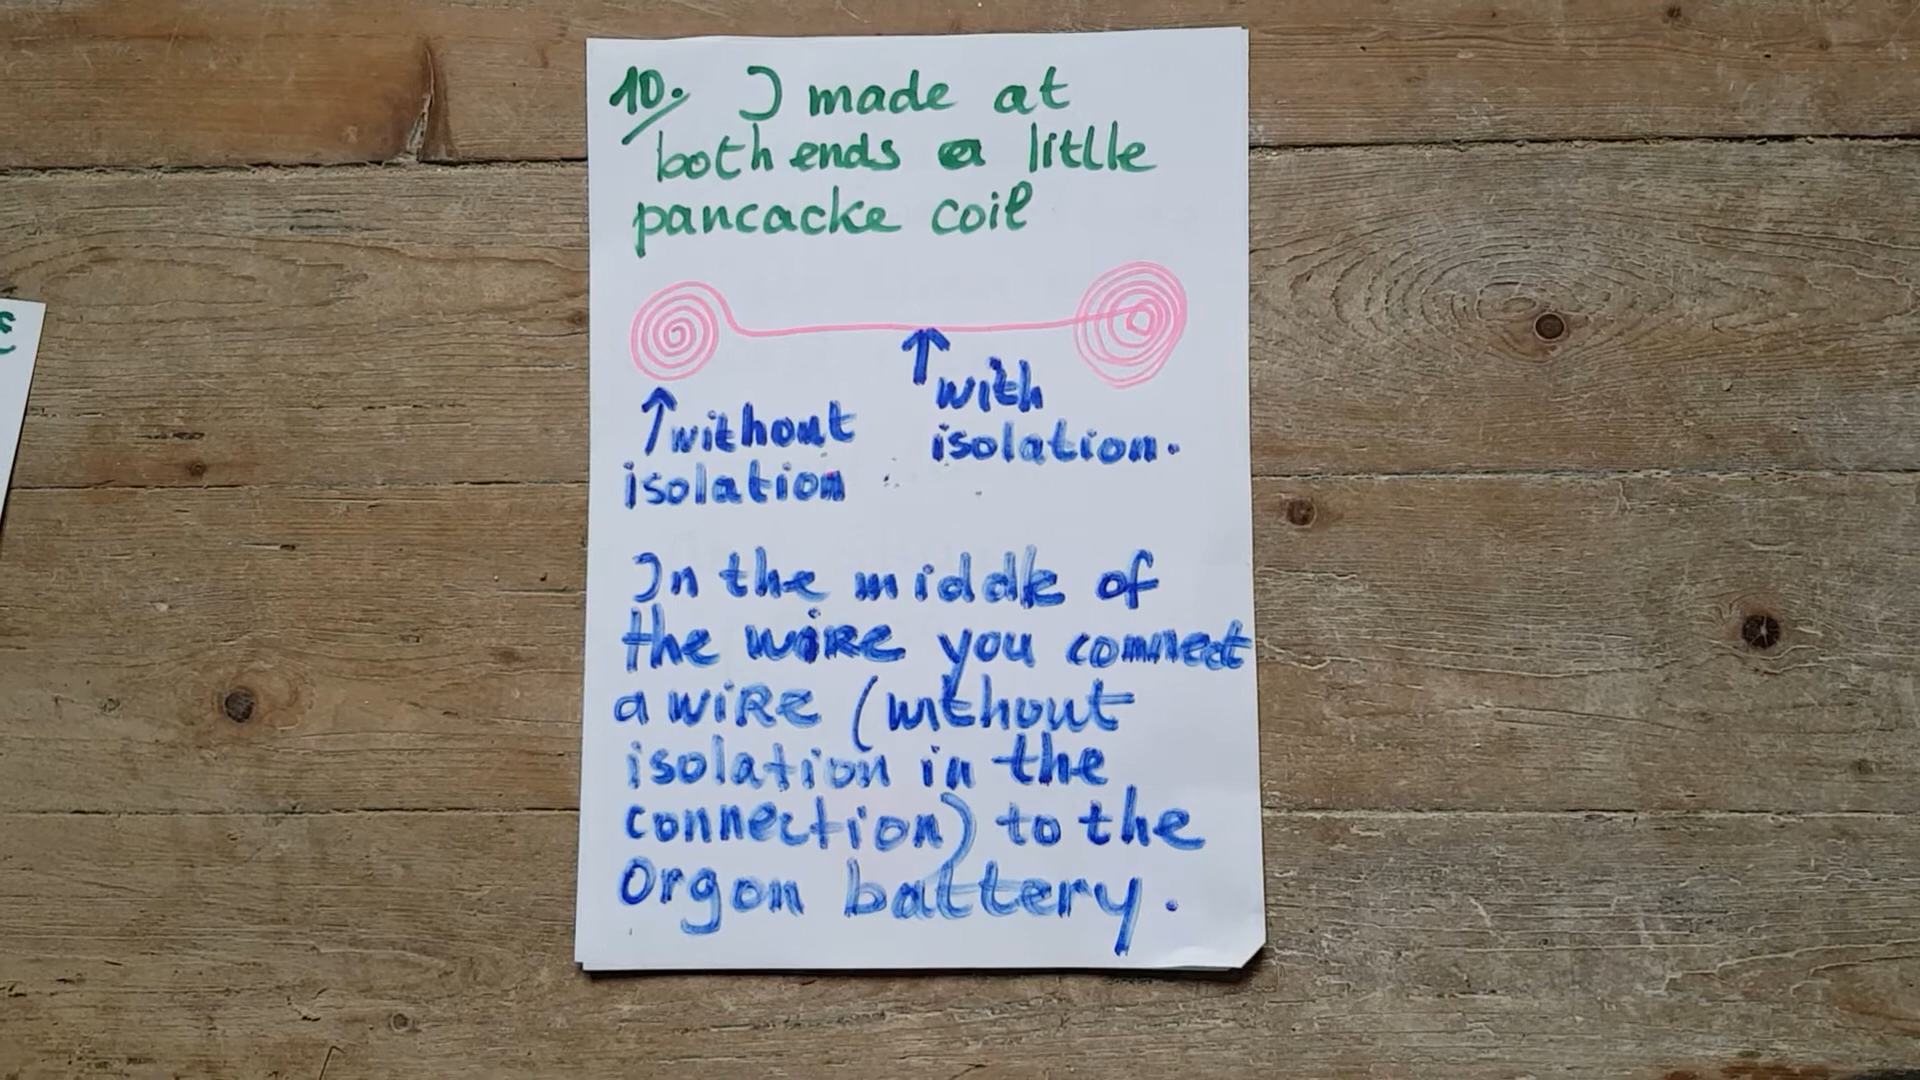 10. I made at
both ends a litlle
pancacke coil
with
without
isolation.
isolation
In the middle of
the wire you connect
a wire (without
isolation in the
connection) to the
Orgon battery.